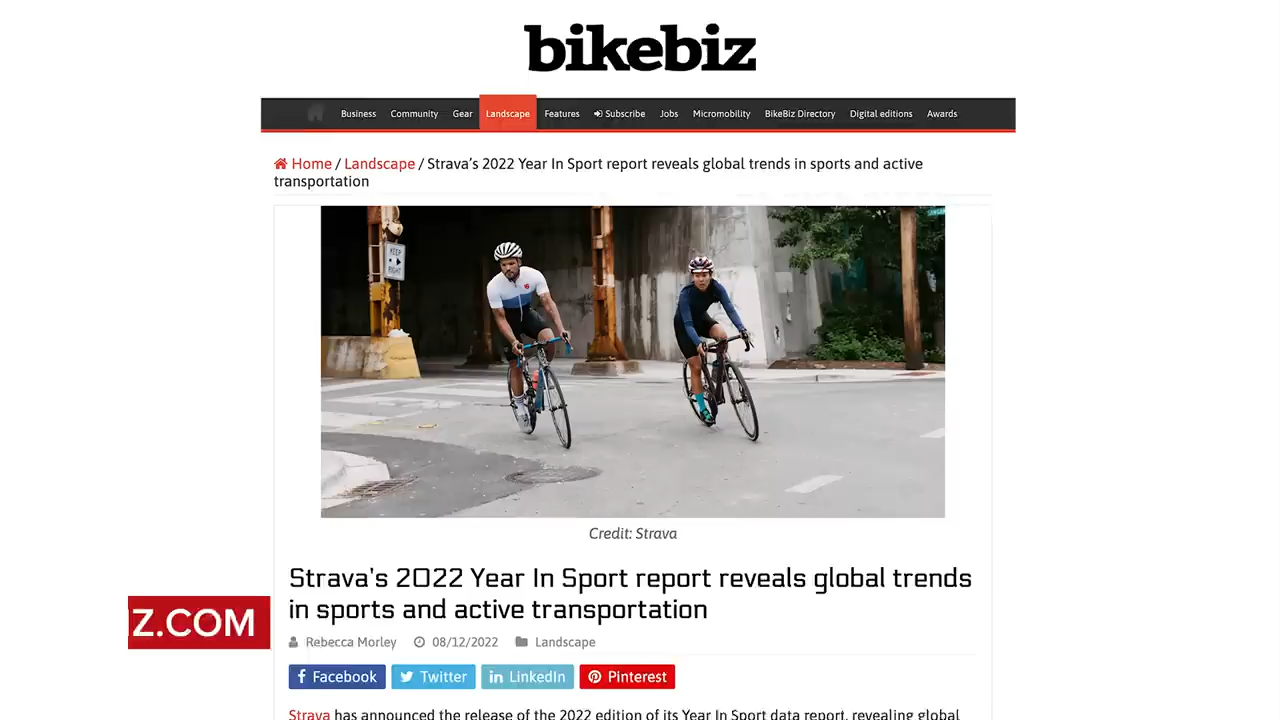 bikebiz
Business Community Gear Landscape Features Subscribe Jobs Micromobility BikeBiz Directory Digital editions Awards
Home / Landscape / Strava’s 2022 Year In Sport report reveals global trends in sports and active
transportation
KEEP
RIGHT
Credit: Strava
Strava's 2022 Year In Sport report reveals global trends
in sports and active transportation
Z.COM
Rebecca Morley 08/12/2022 Landscape
Facebook Twitter LinkedIn Pinterest
Strava has announced the release of the 2022 edition of its Year In Sport data report, revealing global